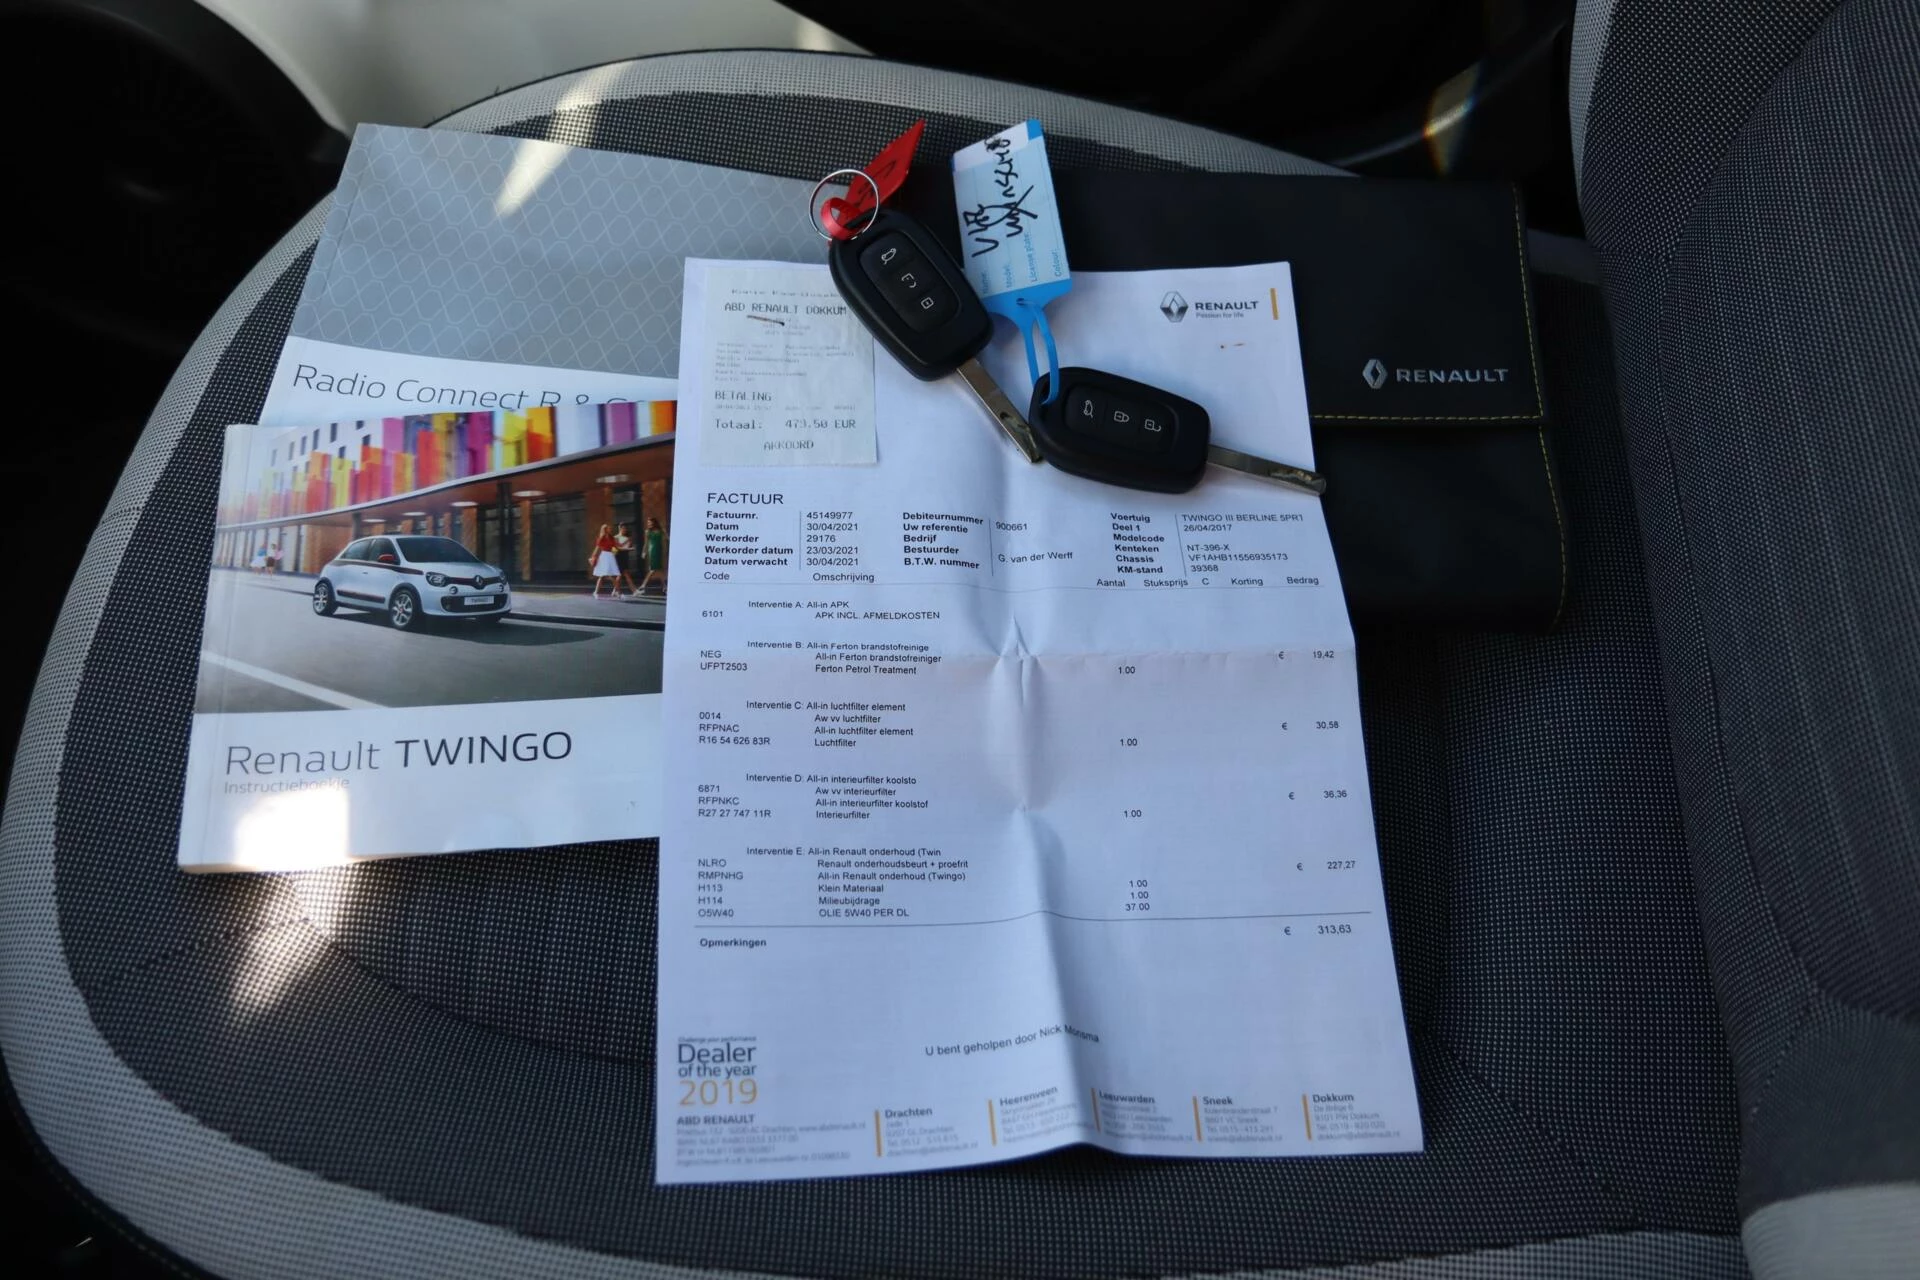 Radio Connect R &
Renault TWINGO
Instructieboekje
TWINGO
ABD RENAULT DOKKUM
BETALING
Totaal: 479,50 EUR
AKKOORD
Name:
Model:
License plate:
Colour:
RENAULT
Passion for life
RENAULT
FACTUUR
Factuurnr. 45149977 Debiteurnummer 900661 Voertuig TWINGO III BERLINE 5PR1
Datum 30/04/2021 Uw referentie Deel 1 26/04/2017
Werkorder 29176 Bedrijf Modelcode
Werkorder datum 23/03/2021 Bestuurder G. van der Werff Kenteken NT-396-X
Datum verwacht 30/04/2021 B.T.W. nummer Chassis VF1AHB11556935173
KM-stand 39368
Code Omschrijving Aantal Stuksprijs C Korting Bedrag
Interventie A: All-in APK
6101 APK INCL. AFMELDKOSTEN
Interventie B: All-in Ferton brandstofreinige
NEG All-in Ferton brandstofreiniger € 19,42
UFPT2503 Ferton Petrol Treatment 1.00
Interventie C: All-in luchtfilter element
0014 Aw vv luchtfilter
RFPNAC All-in luchtfilter element € 30,58
R16 54 626 83R Luchtfilter 1.00
Interventie D: All-in interieurfilter koolsto
6871 Aw vv interieurfilter
RFPNKC All-in interieurfilter koolstof € 36,36
R27 27 747 11R Interieurfilter 1.00
Interventie E: All-in Renault onderhoud (Twin
NLRO Renault onderhoudsbeurt + proefrit
RMPNHG All-in Renault onderhoud (Twingo) € 227,27
H113 Klein Materiaal 1.00
H114 Milieubijdrage 1.00
O5W40 OLIE 5W40 PER DL 37.00
€ 313,63
Opmerkingen
U bent geholpen door Nick Monsma
Challenge your performance
Dealer
of the year
2019
ABD RENAULT
Drachten
Heerenveen
Leeuwarden
Sneek
Dokkum